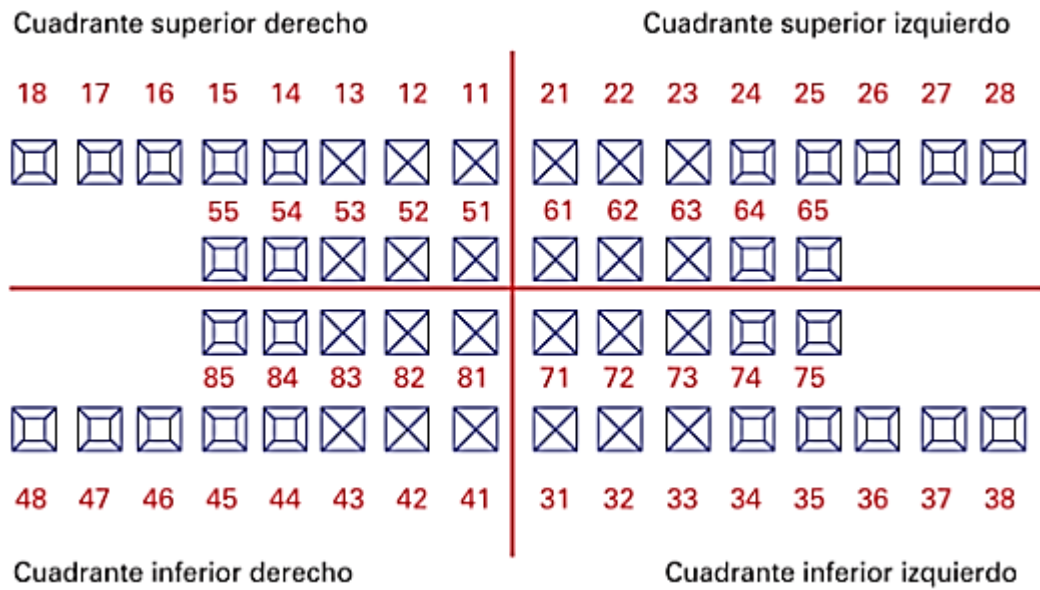 Cuadrante superior derecho Cuadrante superior izquierdo
18 17 16 15 14 13 12 11 21 22 23 24 25 26 27 28
55 54 53 52 51 61 62 63 64 65
85 84 83 82 81 71 72 73 74 75
48 47 46 45 44 43 42 41 31 32 33 34 35 36 37 38
Cuadrante inferior derecho Cuadrante inferior izquierdo